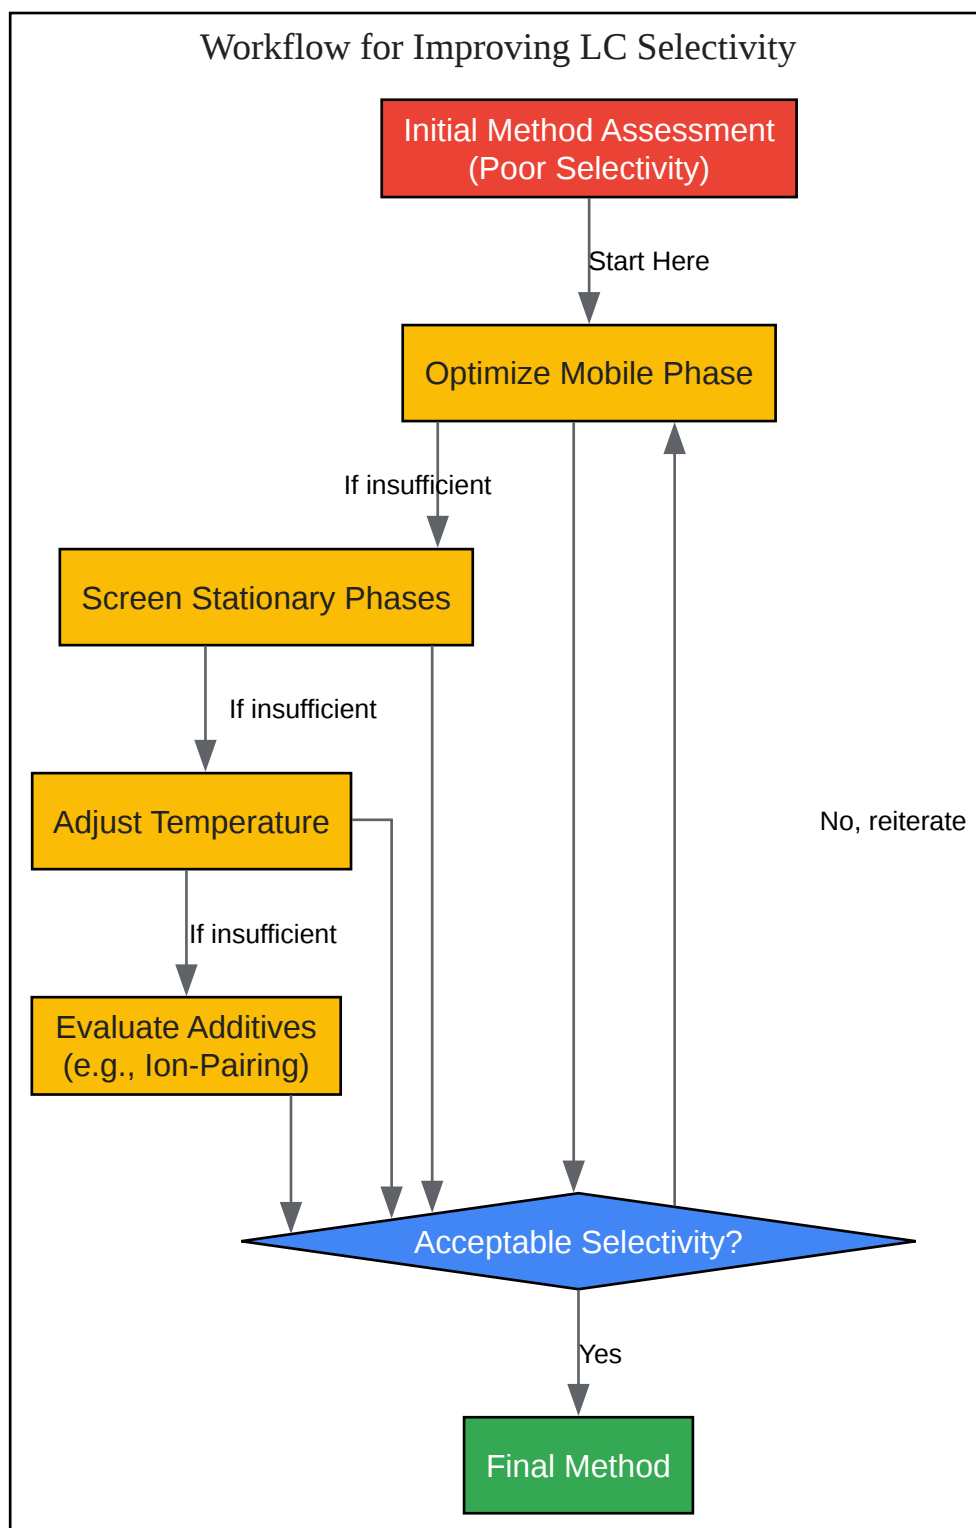 Workflow for Improving LC Selectivity
Initial Method Assessment
(Poor Selectivity)
Start Here
Optimize Mobile Phase
If insufficient
Screen Stationary Phases
If insufficient
Adjust Temperature
No, reiterate
If insufficient
Evaluate Additives
(e.g., Ion-Pairing)
Acceptable Selectivity?
Yes
Final Method